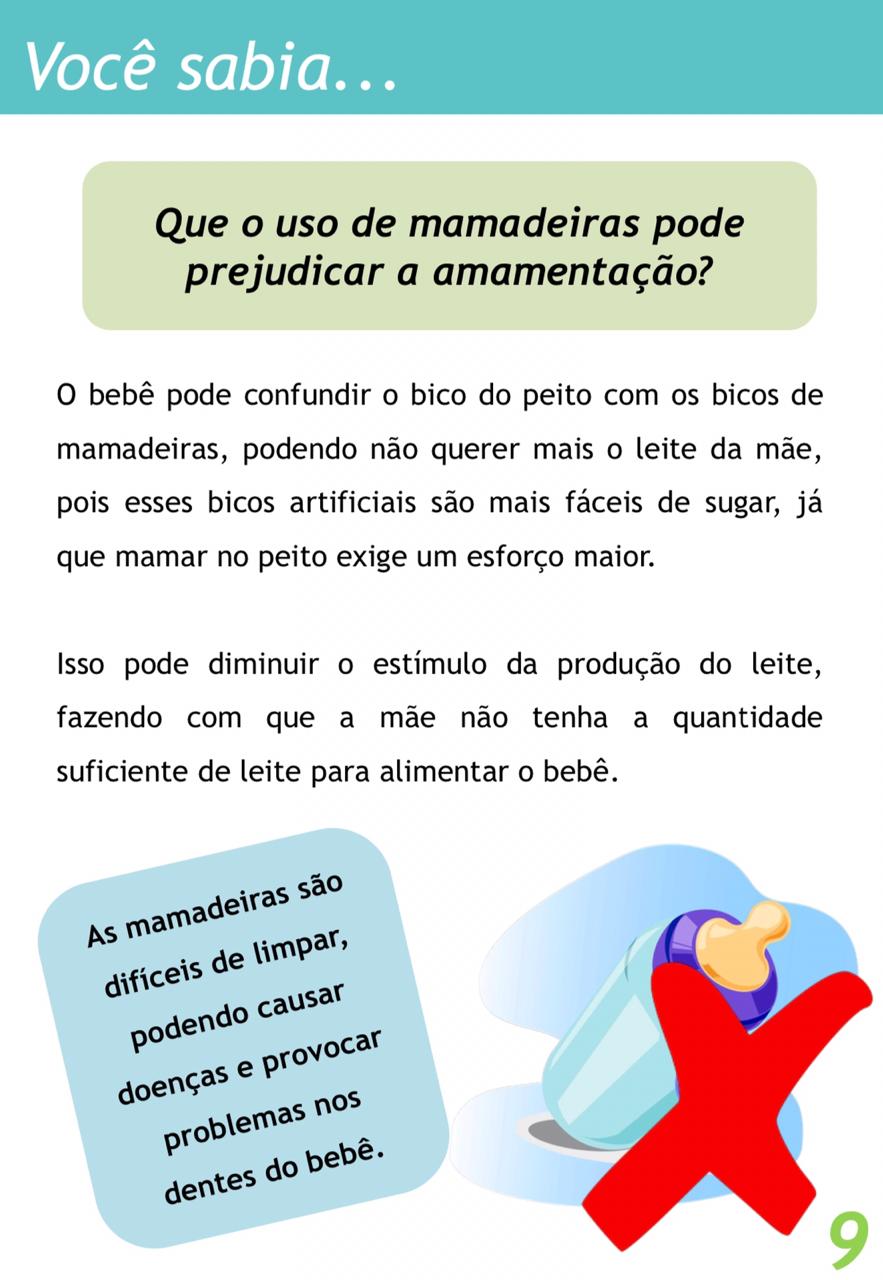 Você sabia...
Que o uso de mamadeiras pode
prejudicar a amamentação?
O bebê pode confundir o bico do peito com os bicos de
mamadeiras, podendo não querer mais o leite da mãe,
pois esses bicos artificiais são mais fáceis de sugar, já
que mamar no peito exige um esforço maior.
Isso pode diminuir o estímulo da produção do leite,
fazendo com que a mãe não tenha a quantidade
suficiente de leite para alimentar o bebê.
As mamadeiras são
difíceis de limpar,
podendo causar
doenças e provocar
problemas nos
dentes do bebê.
9